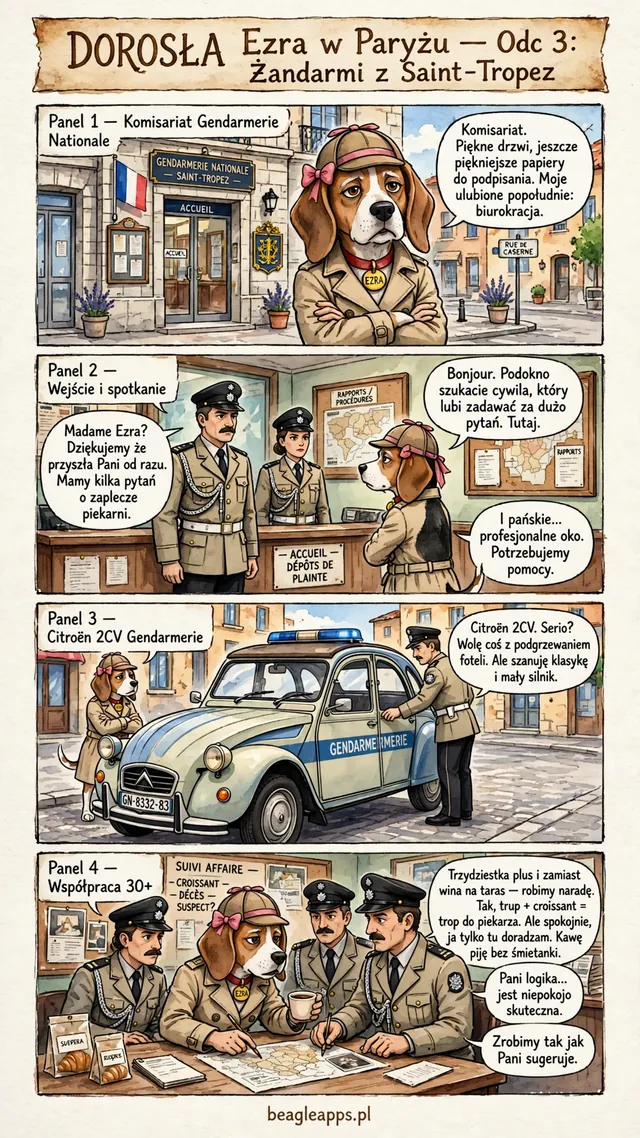 DOROSŁA Ezra w Paryżu — Odc 3:
Żandarmi z Saint-Tropez
Panel 1 — Komisariat Gendarmerie
Nationale
GENDARMERIE NATIONALE
— SAINT-TROPEZ —
ACCUEIL
ACCUEIL
EZRA
RUE DE
CASERNE
Komisariat.
Piękne drzwi, jeszcze
piękniejsze papiery
do podpisania. Moje
ulubione popołudnie:
biurokracja.
Panel 2 —
Wejście i spotkanie
Madame Ezra?
Dziękujemy że
przyszła Pani od razu.
Mamy kilka pytań
o zaplecze
piekarni.
RAPPORTS /
PROCÉDURES
Bonjour. Podobno
szukacie cywila, który
lubi zadawać za dużo
pytań. Tutaj.
RAPPORTS
— ACCUEIL —
DÉPÔTS DE
PLAINTE
I pańskie...
profesjonalne oko.
Potrzebujemy
pomocy.
Panel 3 —
Citroën 2CV Gendarmerie
Citroën 2CV. Serio?
Wolę coś z podgrzewaniem
foteli. Ale szanuję klasykę
i mały silnik.
GENDARMERIE
GN-8332-83
Panel 4 —
Współpraca 30+
SUIVI AFFAIRE —
- CROISSANT -
- DÉCÈS -
SUSPECT?
EZRA
Trzydziestka plus i zamiast
wina na taras — robimy naradę.
Tak, trup + croissant =
trop do piekarza. Ale spokojnie,
ja tylko tu doradzam. Kawę
piję bez śmietanki.
Pani logika...
jest niepokojo
skuteczna.
Zrobimy tak jak
Pani sugeruje.
beagleapps.pl